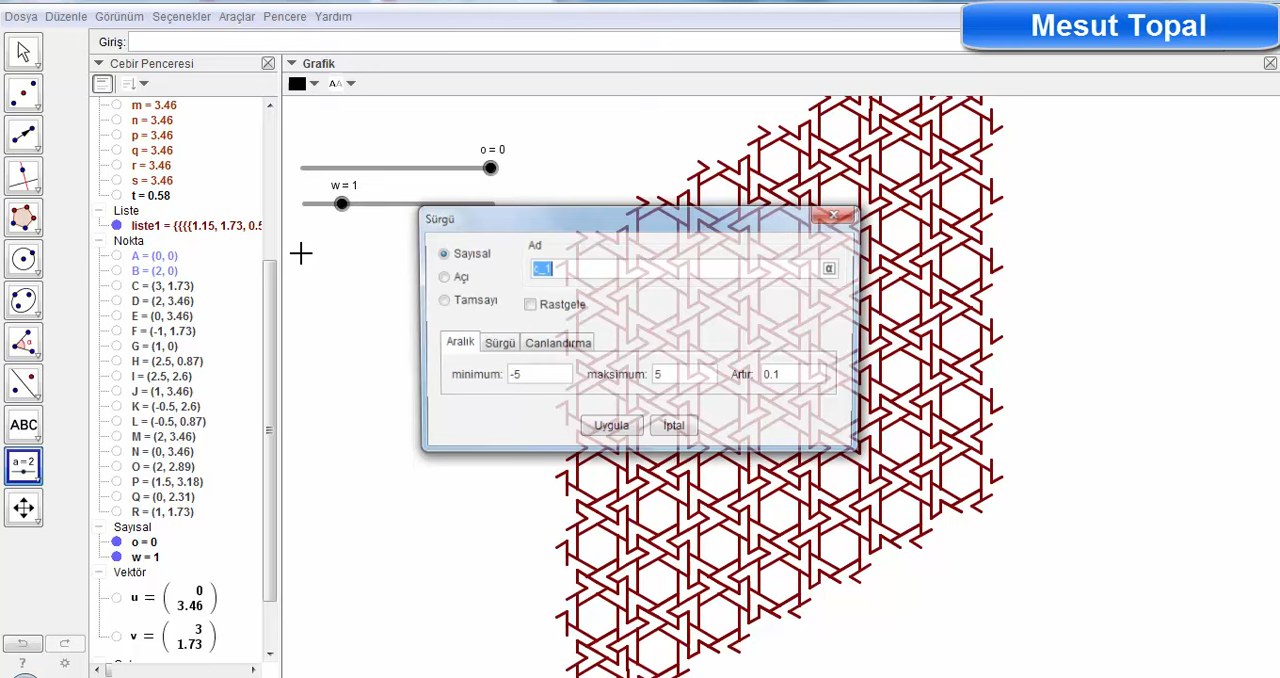 Dosya Düzenle Görünüm Seçenekler Araçlar Pencere Yardım
Mesut Topal
Giriş:
Cebir Penceresi
Grafik
m = 3.46
n = 3.46
p = 3.46
q = 3.46
r = 3.46
s = 3.46
t = 0.58
Liste
liste1 = {{{{1.15, 1.73, 0.5
Nokta
A = (0, 0)
B = (2, 0)
C = (3, 1.73)
D = (2, 3.46)
E = (0, 3.46)
F = (-1, 1.73)
G = (1, 0)
H = (2.5, 0.87)
I = (2.5, 2.6)
J = (1, 3.46)
K = (-0.5, 2.6)
L = (-0.5, 0.87)
M = (2, 3.46)
N = (0, 3.46)
O = (2, 2.89)
P = (1.5, 3.18)
Q = (0, 2.31)
R = (1, 1.73)
Sayısal
o = 0
w = 1
Vektör
u = ( 0
3.46 )
v = ( 3
1.73 )
ABC
a = 2
o = 0
w = 1
Sürgü
Sayısal
Açı
Tamsayı
Ad
α
Rastgele
Aralık Sürgü Canlandırma
minimum: -5 maksimum: 5 Artır: 0.1
Uygula İptal